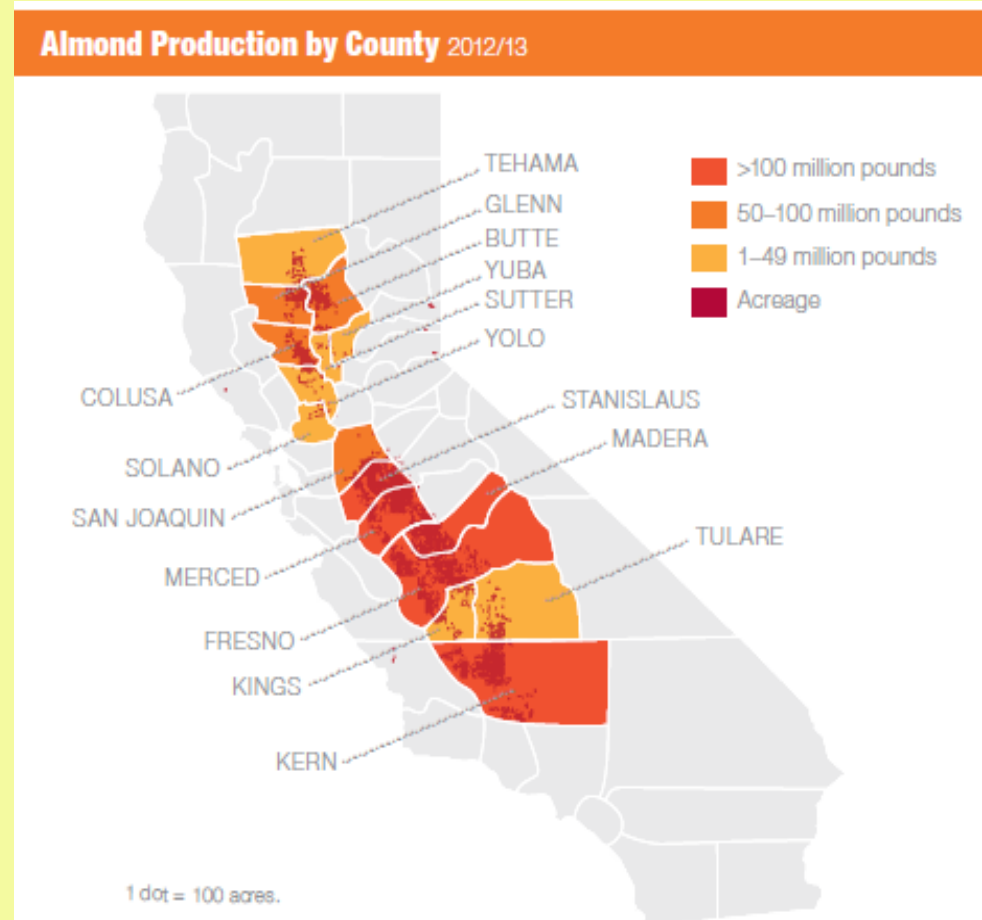 Almond Production by County 2012/13
TEHAMA
GLENN
BUTTE
YUBA
SUTTER
YOLO
COLUSA
STANISLAUS
MADERA
SOLANO
SAN JOAQUIN
TULARE
MERCED
FRESNO
KINGS
KERN
>100 million pounds
50–100 million pounds
1–49 million pounds
Acreage
1 dot = 100 acres.